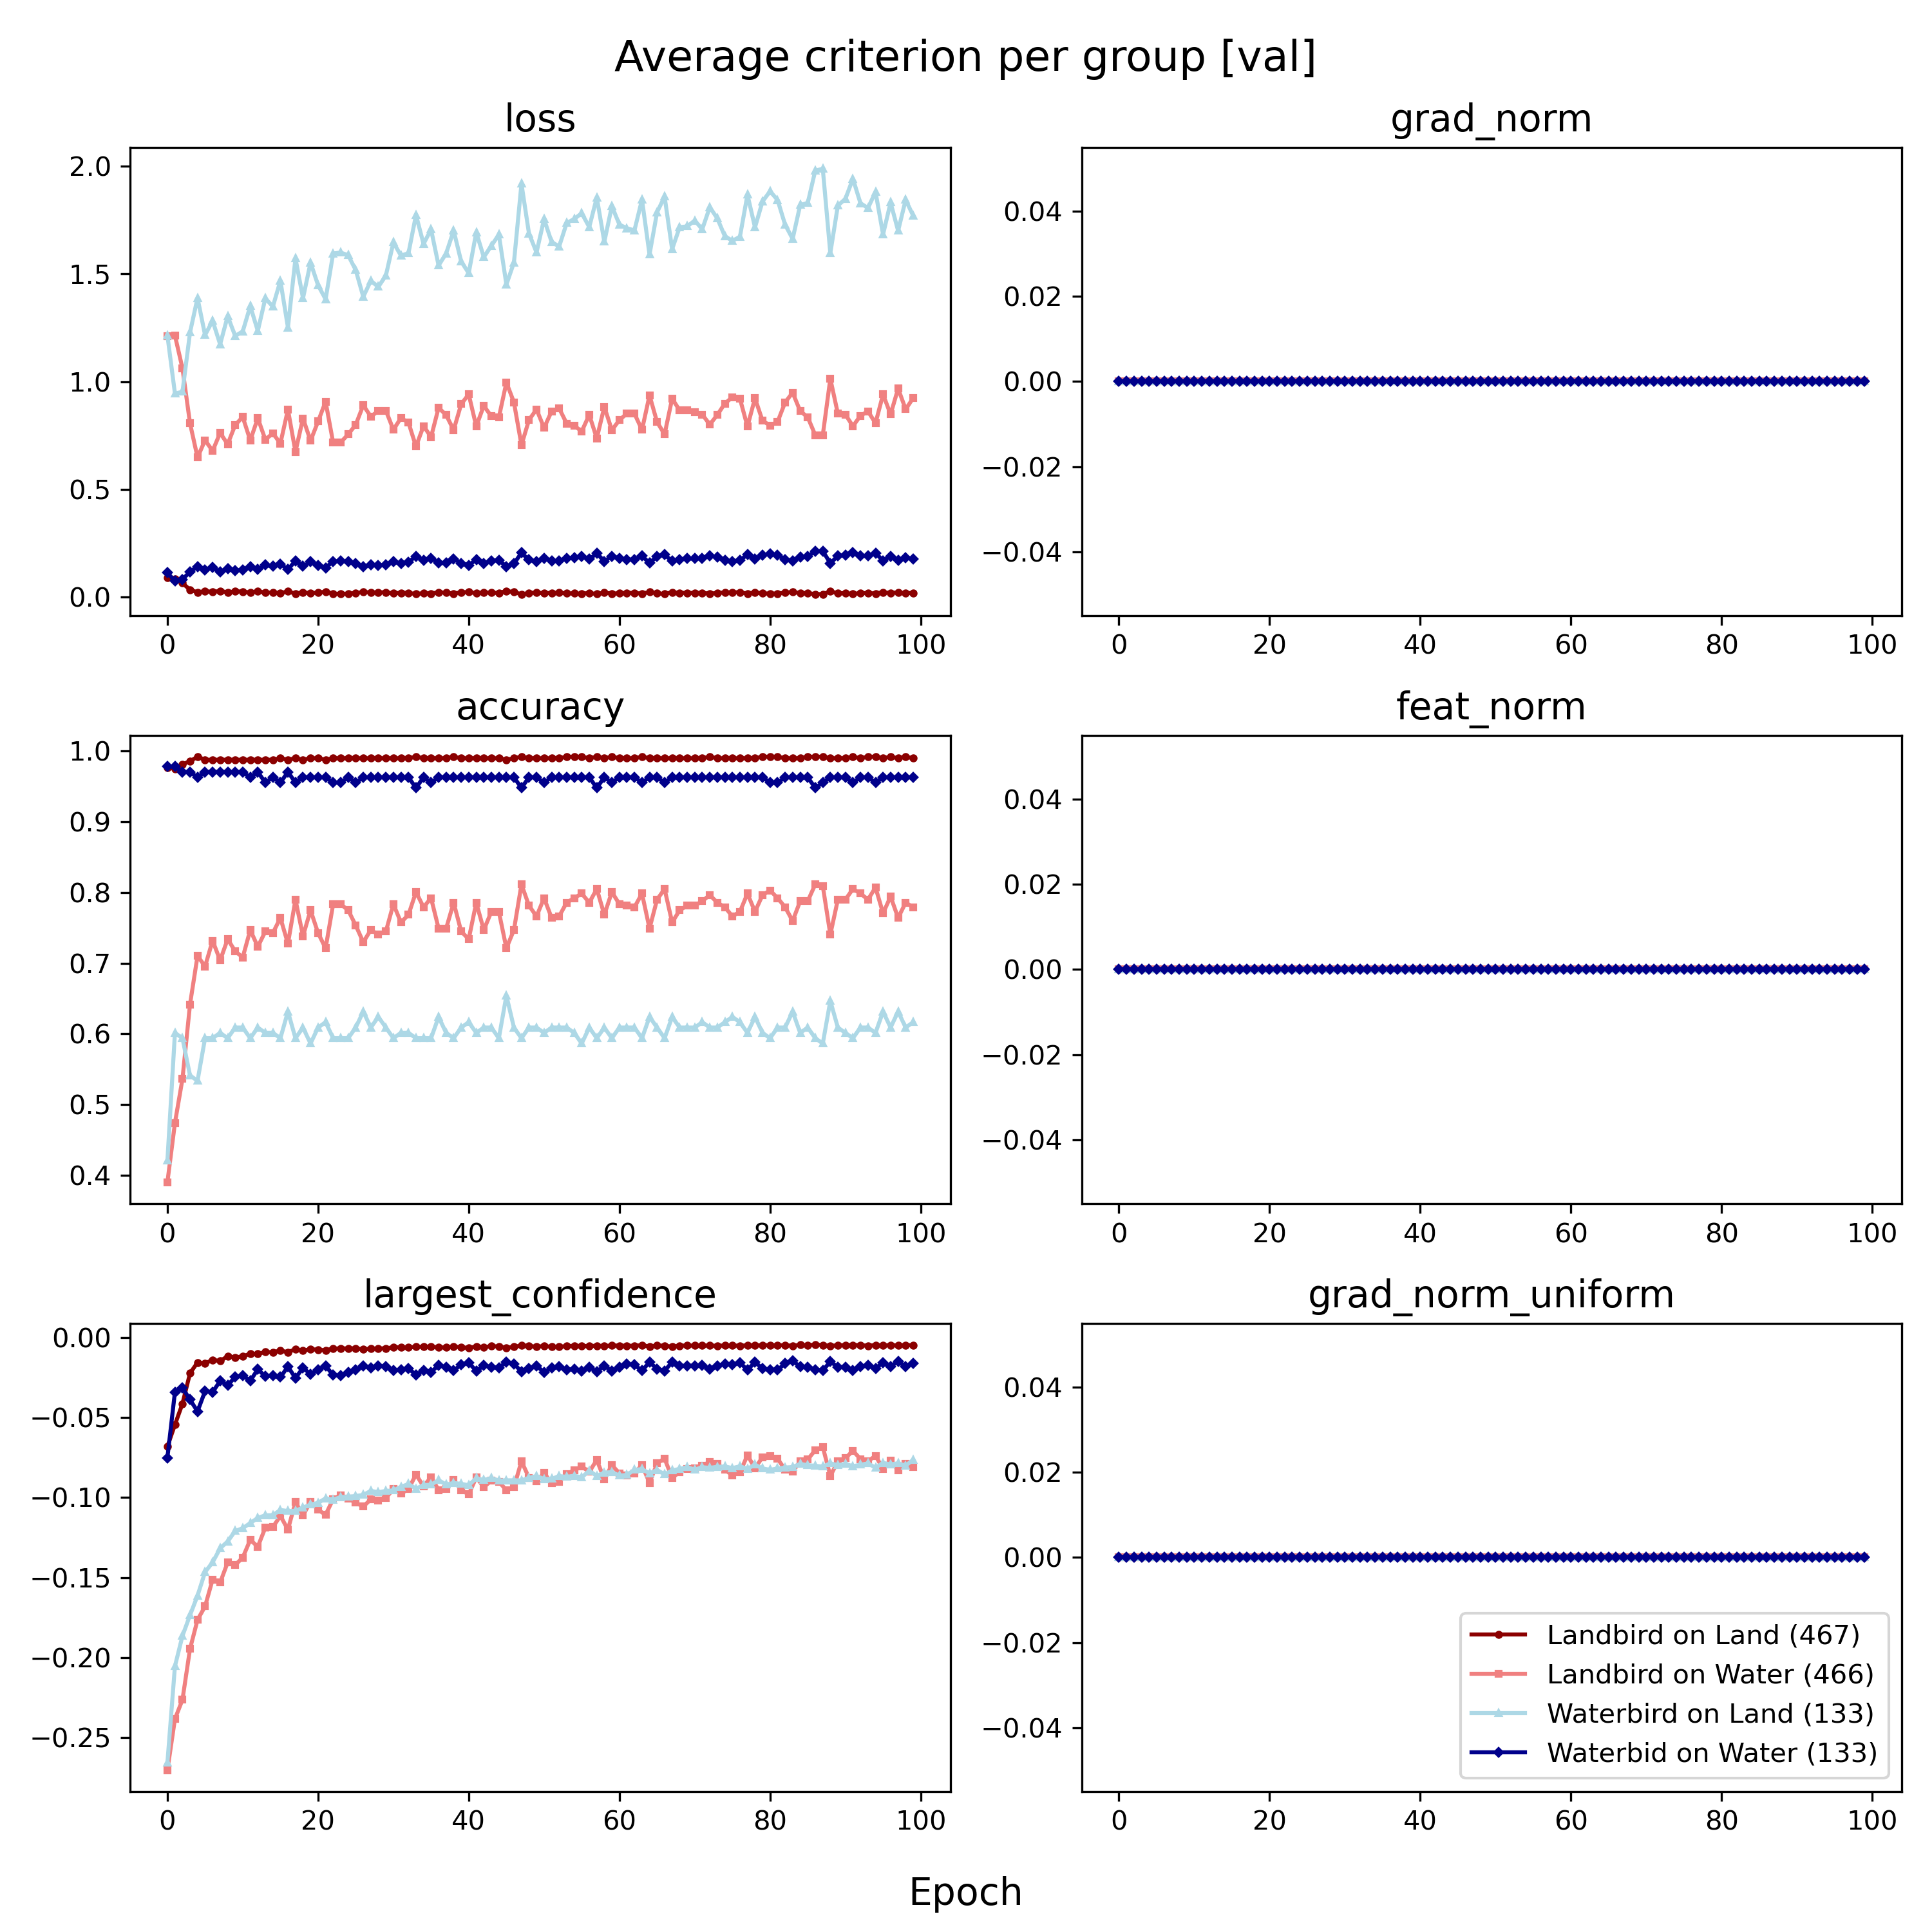 Average criterion per group [val]
loss
grad_norm
2.0
1.5
1.0
0.5
0.0
0 20 40 60 80 100
0.04
0.02
0.00
−0.02
−0.04
0 20 40 60 80 100
accuracy
feat_norm
1.0
0.9
0.8
0.7
0.6
0.5
0.4
0 20 40 60 80 100
0.04
0.02
0.00
−0.02
−0.04
0 20 40 60 80 100
largest_confidence
grad_norm_uniform
0.00
−0.05
−0.10
−0.15
−0.20
−0.25
0 20 40 60 80 100
0.04
0.02
0.00
−0.02
−0.04
0 20 40 60 80 100
Landbird on Land (467)
Landbird on Water (466)
Waterbird on Land (133)
Waterbid on Water (133)
Epoch